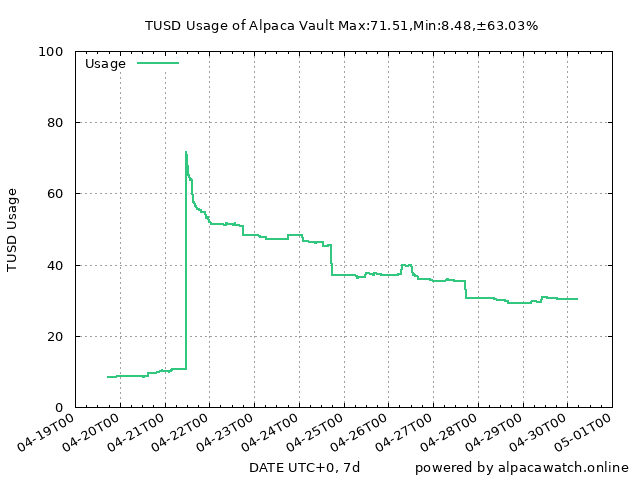 TUSD Usage of Alpaca Vault Max:71.51,Min:8.48,±63.03%
Usage
100
80
60
40
20
0
TUSD Usage
04-19T00
04-20T00
04-21T00
04-22T00
04-23T00
04-24T00
04-25T00
04-26T00
04-27T00
04-28T00
04-29T00
04-30T00
05-01T00
DATE UTC+0, 7d
powered by alpacawatch.online